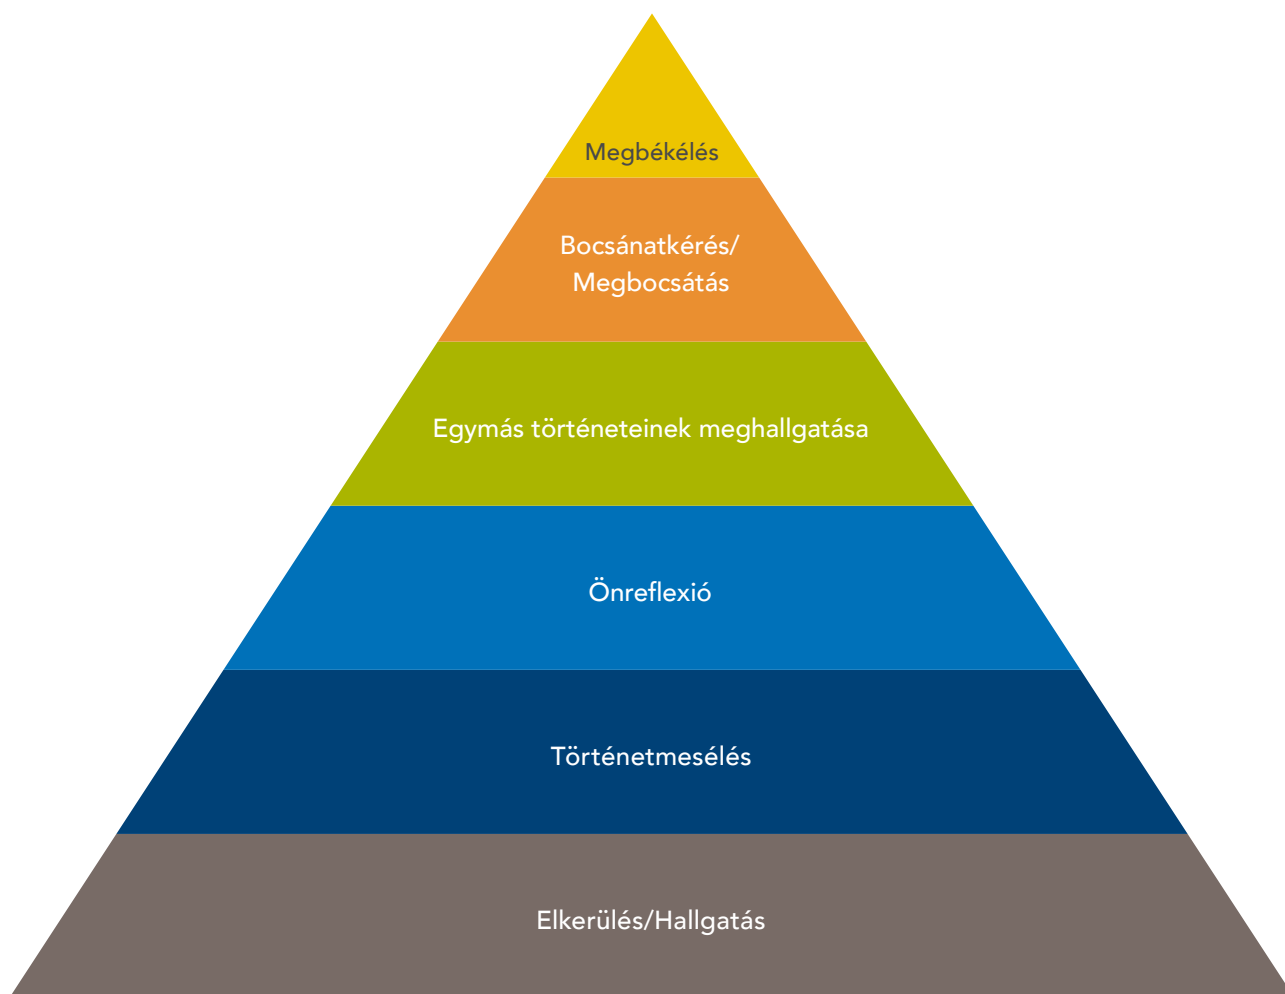 Megbékélés
Bocsánatkérés/
Megbocsátás
Egymás történeteinek meghallgatása
Önreflexió
Történetmesélés
Elkerülés/Hallgatás